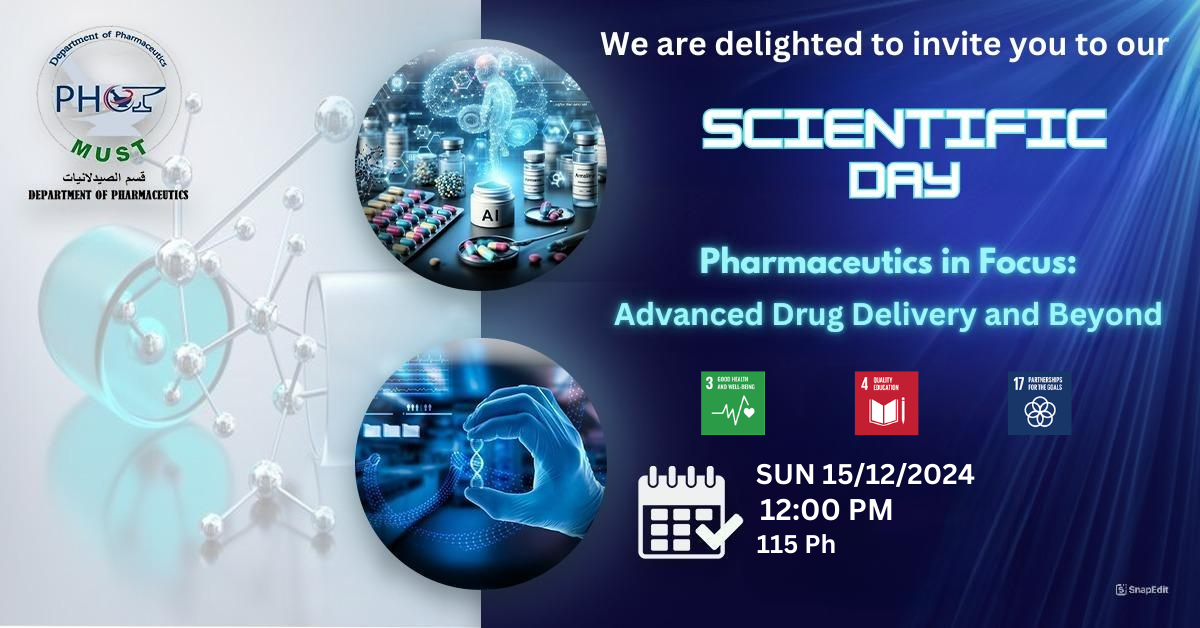 Department of Pharmaceutics
PHCT
MUST
قسم الصيدلانيات
DEPARTMENT OF PHARMACEUTICS
AI
We are delighted to invite you to our
SCIENTIFIC
DAY
Pharmaceutics in Focus:
Advanced Drug Delivery and Beyond
3 GOOD HEALTH
AND WELL-BEING
4 QUALITY
EDUCATION
17 PARTNERSHIPS
FOR THE GOALS
SUN 15/12/2024
12:00 PM
115 Ph
SnapEdit